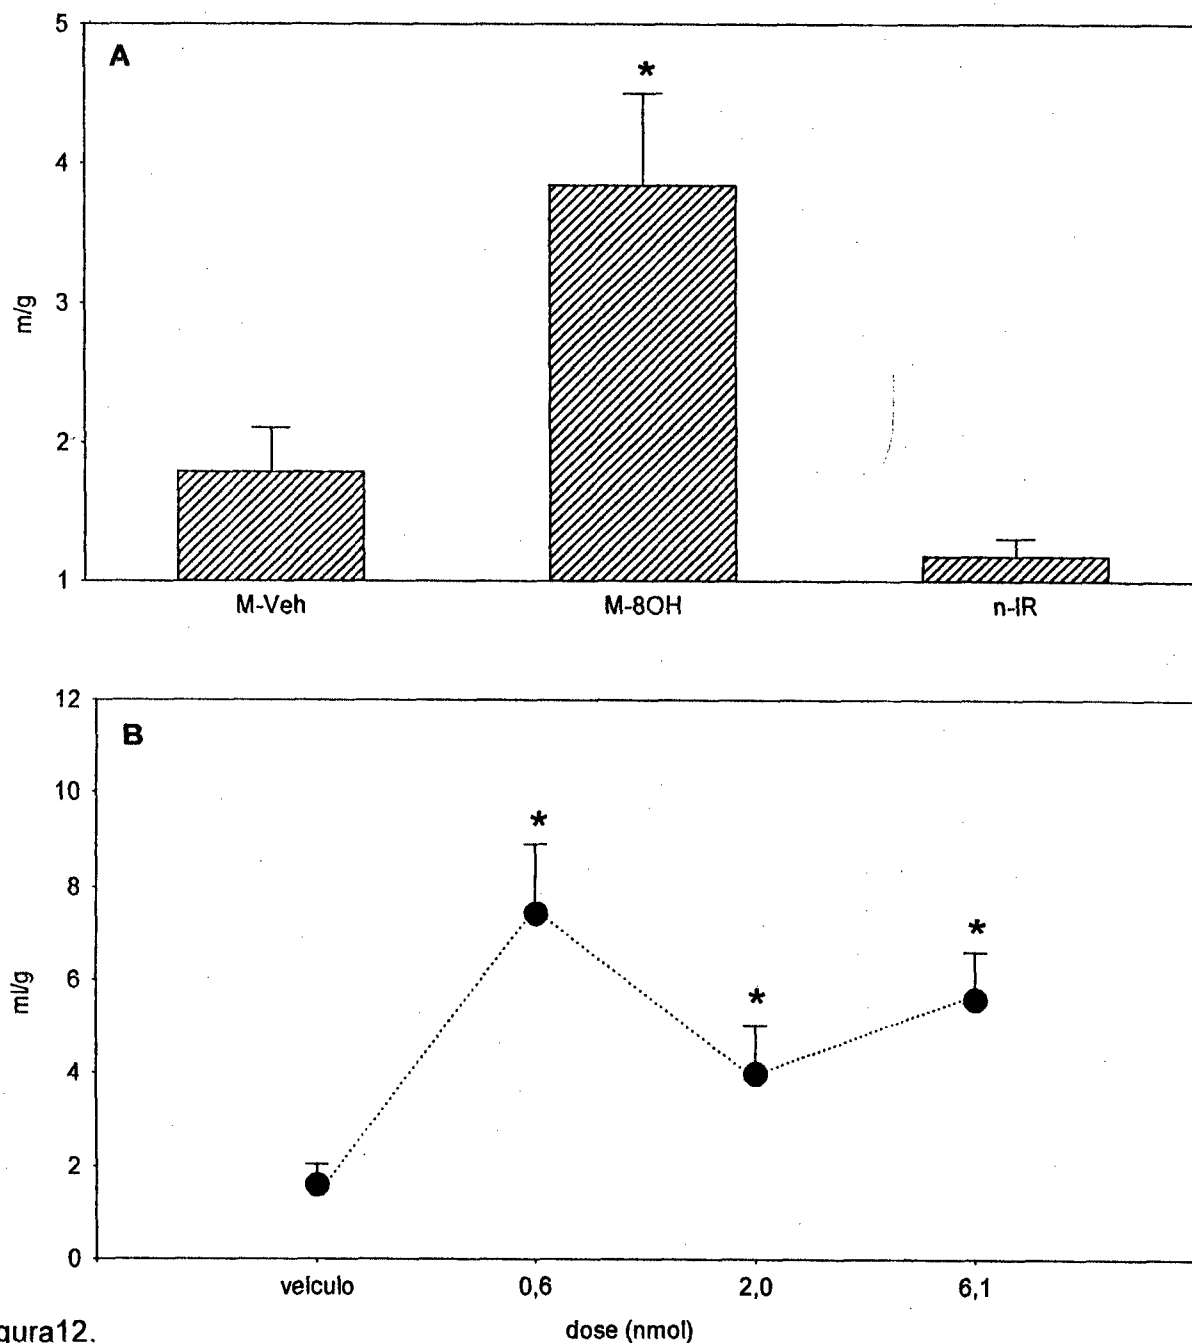 A
*
5
4
3
2
1
m/g
M-Veh M-8OH n-IR
B
*
*
*
12
10
8
6
4
2
0
ml/g
veículo 0,6 2,0 6,1
dose (nmol)
gura12.